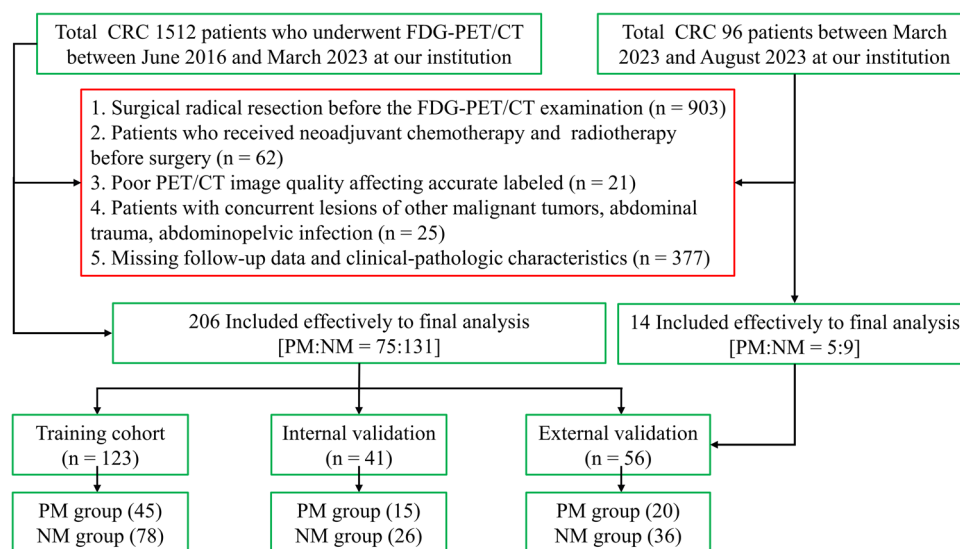 Total CRC 1512 patients who underwent FDG-PET/CT
between June 2016 and March 2023 at our institution
Total CRC 96 patients between March
2023 and August 2023 at our institution
1. Surgical radical resection before the FDG-PET/CT examination (n = 903)
2. Patients who received neoadjuvant chemotherapy and radiotherapy
before surgery (n = 62)
3. Poor PET/CT image quality affecting accurate labeled (n = 21)
4. Patients with concurrent lesions of other malignant tumors, abdominal
trauma, abdominopelvic infection (n = 25)
5. Missing follow-up data and clinical-pathologic characteristics (n = 377)
206 Included effectively to final analysis
[PM:NM = 75:131]
14 Included effectively to final analysis
[PM:NM = 5:9]
Training cohort
(n = 123)
Internal validation
(n = 41)
External validation
(n = 56)
PM group (45)
NM group (78)
PM group (15)
NM group (26)
PM group (20)
NM group (36)